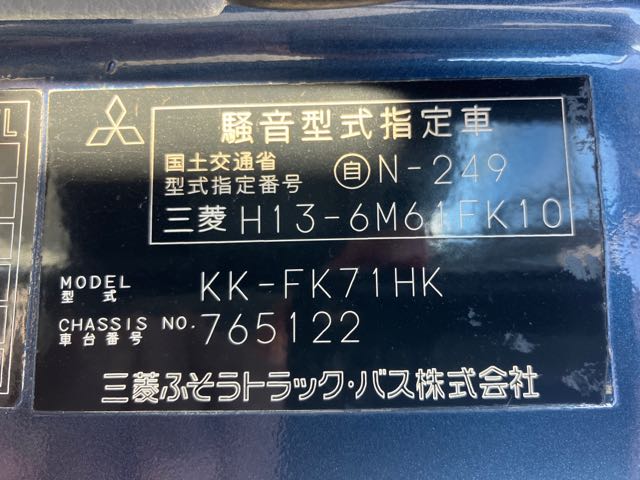 騒音型式指定車
国土交通省
型式指定番号
自N-249
三菱 H13-6M61FK10
MODEL
型式
KK-FK71HK
CHASSIS NO.
車台番号
765122
三菱ふそうトラック・バス株式会社
L